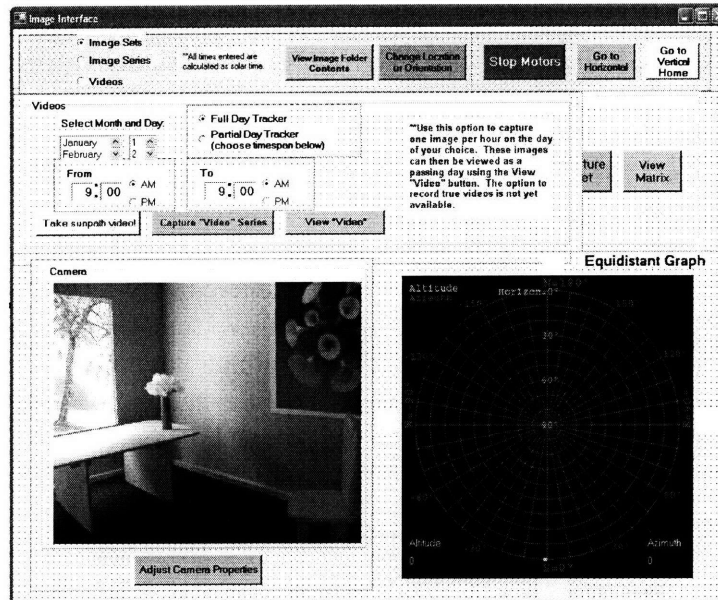 Image Interface
Image Sets
Image Series
Videos
**All times entered are
calculated as solar time.
View Image Folder
Contents
Change Location
or Orientation
Stop Motors
Go to
Horizontal
Go to
Vertical
Home
Videos
Select Month and Day:
January
February
1
2
Full Day Tracker
Partial Day Tracker
(choose timespan below)
From
9 : 00
AM
PM
To
9 : 00
AM
PM
Take sunpath video!
Capture "Video" Series
View "Video"
**Use this option to capture
one image per hour on the day
of your choice. These images
can then be viewed as a
passing day using the View
"Video" button. The option to
record true videos is not yet
available.
View
Matrix
Camera
Adjust Camera Properties
Equidistant Graph
Altitude
Azimuth
N=180°
Horizon=0°
30°
60°
90°
S=0°
Altitude
0
Azimuth
0